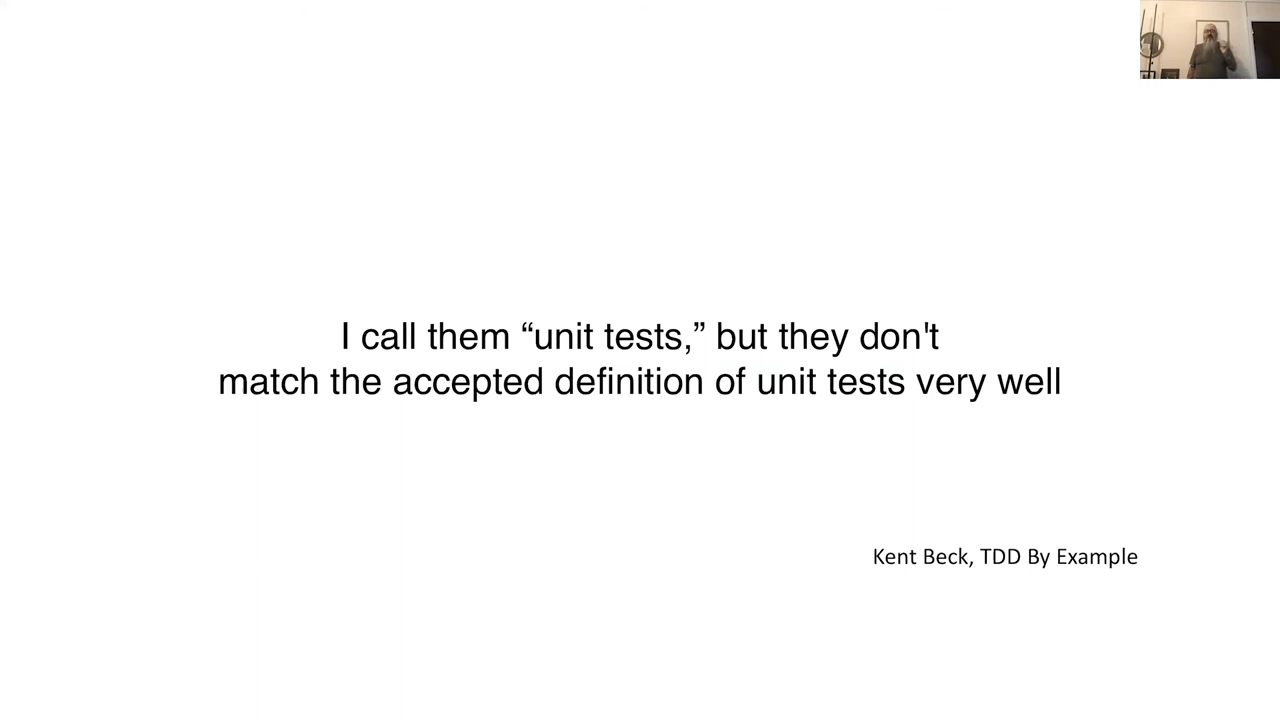 I call them “unit tests,” but they don't
match the accepted definition of unit tests very well
Kent Beck, TDD By Example